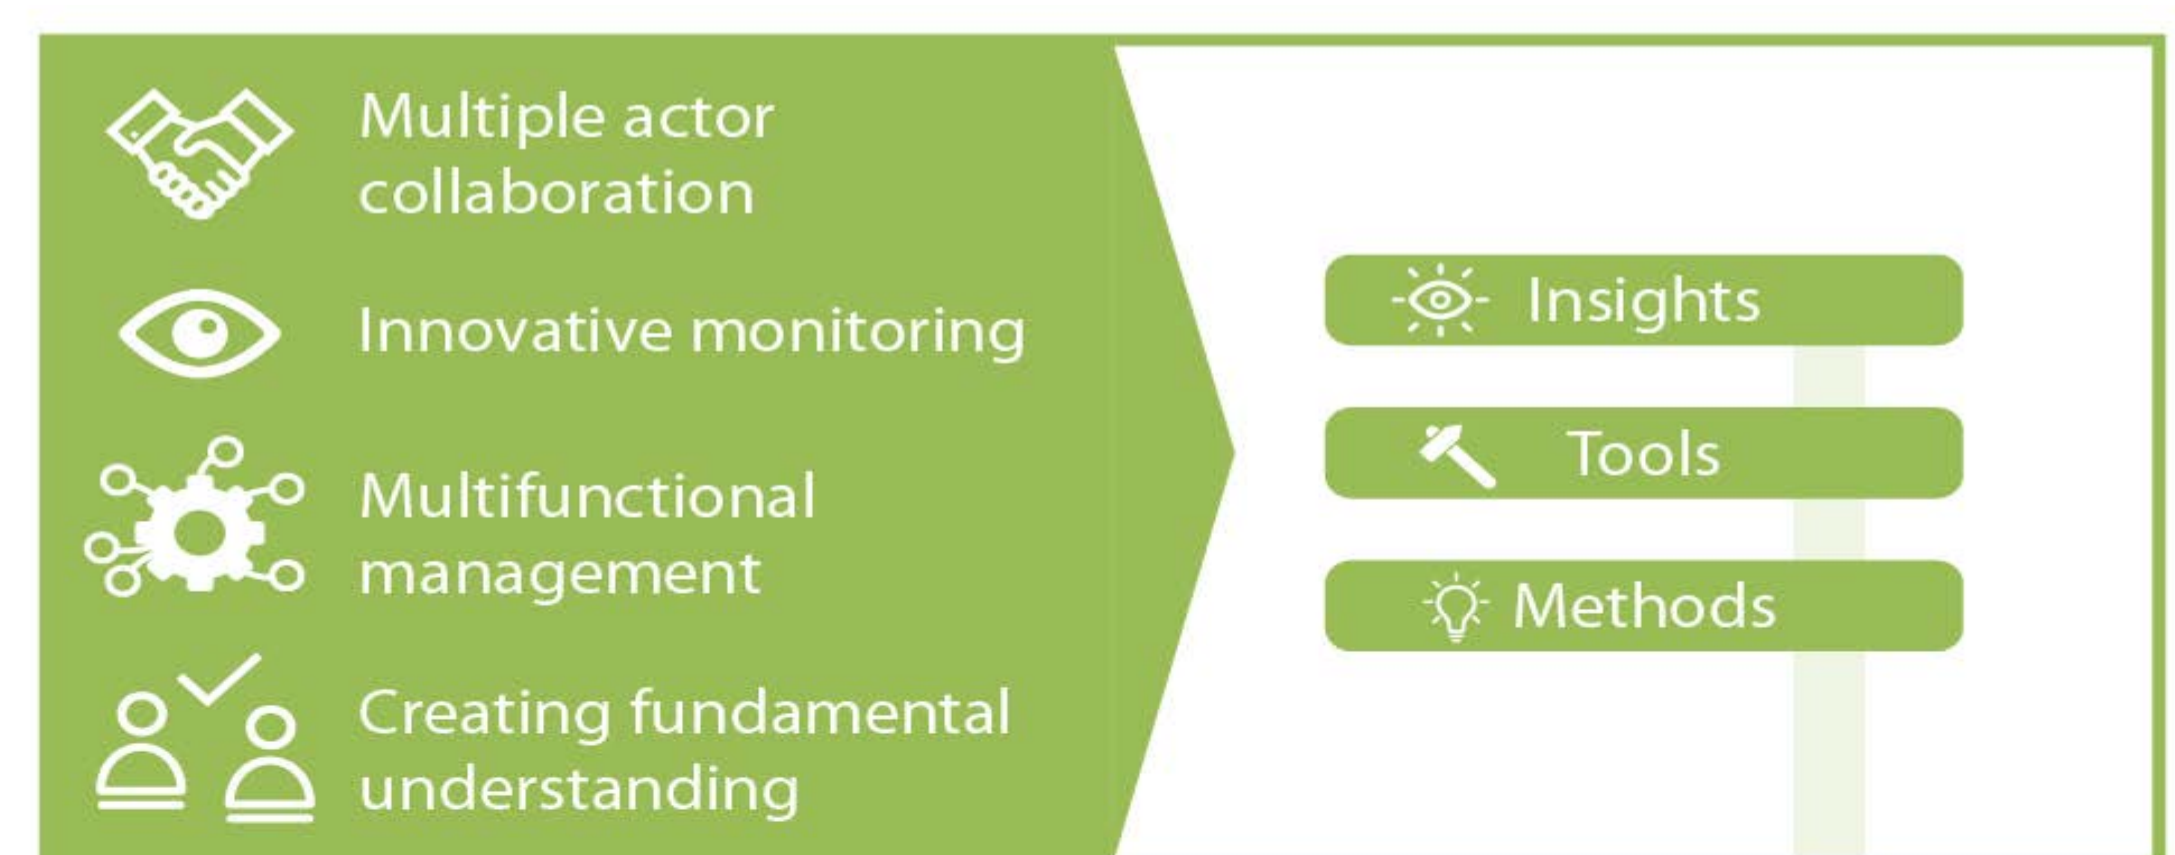 Multiple actor
collaboration
Innovative monitoring
Multifunctional
management
Creating fundamental
understanding
Insights
Tools
Methods